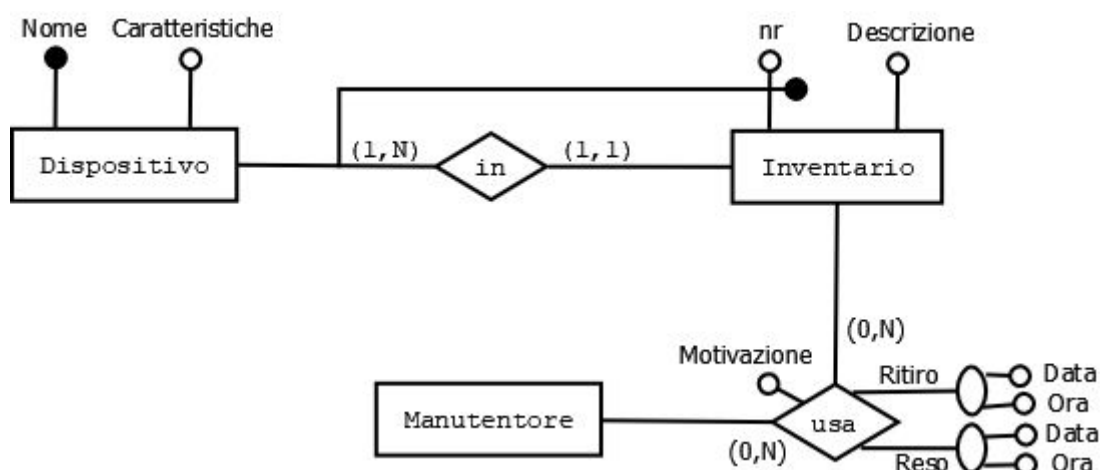 Nome Caratteristiche nr Descrizione
Dispositivo (1,N) in (1,1) Inventario
(0,N)
Motivazione Ritiro Data
Ora
Manutentore (0,N) usa Data
Resp Ora